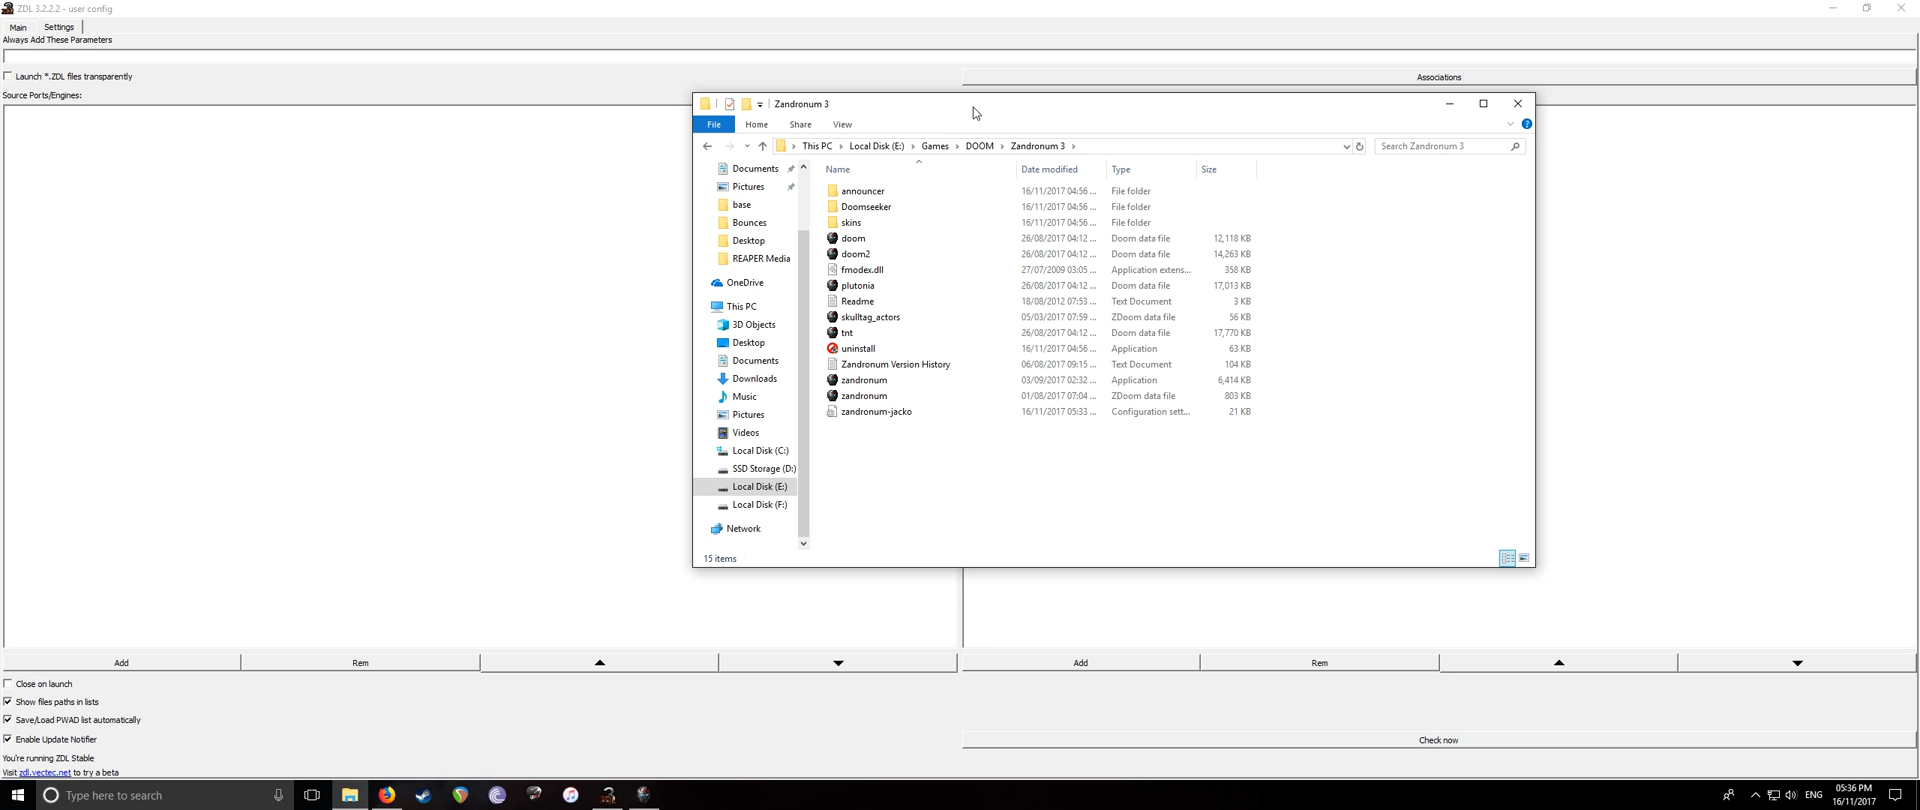 ZDL 3.2.2.2 - user config
Main Settings
Always Add These Parameters
Launch *.ZDL files transparently
Associations
Source Ports/Engines:
Zandronum 3
File Home Share View
This PC Local Disk (E:) Games DOOM Zandronum 3
Search Zandronum 3
Documents
Pictures
base
Bounces
Desktop
REAPER Media
OneDrive
This PC
3D Objects
Desktop
Documents
Downloads
Music
Pictures
Videos
Local Disk (C:)
SSD Storage (D:)
Local Disk (E:)
Local Disk (F:)
Network
Name Date modified Type Size
announcer 16/11/2017 04:56 ... File folder
Doomseeker 16/11/2017 04:56 ... File folder
skins 16/11/2017 04:56 ... File folder
doom 26/08/2017 04:12 ... Doom data file 12,118 KB
doom2 26/08/2017 04:12 ... Doom data file 14,263 KB
fmodex.dll 27/07/2009 03:05 ... Application extens... 358 KB
plutonia 26/08/2017 04:12 ... Doom data file 17,013 KB
Readme 18/08/2012 07:53 ... Text Document 3 KB
skulltag_actors 05/03/2017 07:59 ... ZDoom data file 56 KB
tnt 26/08/2017 04:12 ... Doom data file 17,770 KB
uninstall 16/11/2017 04:56 ... Application 63 KB
Zandronum Version History 06/08/2017 09:15 ... Text Document 104 KB
zandronum 03/09/2017 02:32 ... Application 6,414 KB
zandronum 01/08/2017 07:04 ... ZDoom data file 803 KB
zandronum-jacko 16/11/2017 05:33 ... Configuration sett... 21 KB
15 items
Add Rem Add Rem
Close on launch
Show files paths in lists
Save/Load PWAD list automatically
Enable Update Notifier
Check now
You're running ZDL Stable
Visit zdl.vectec.net to try a beta
Type here to search
ENG
05:36 PM
16/11/2017